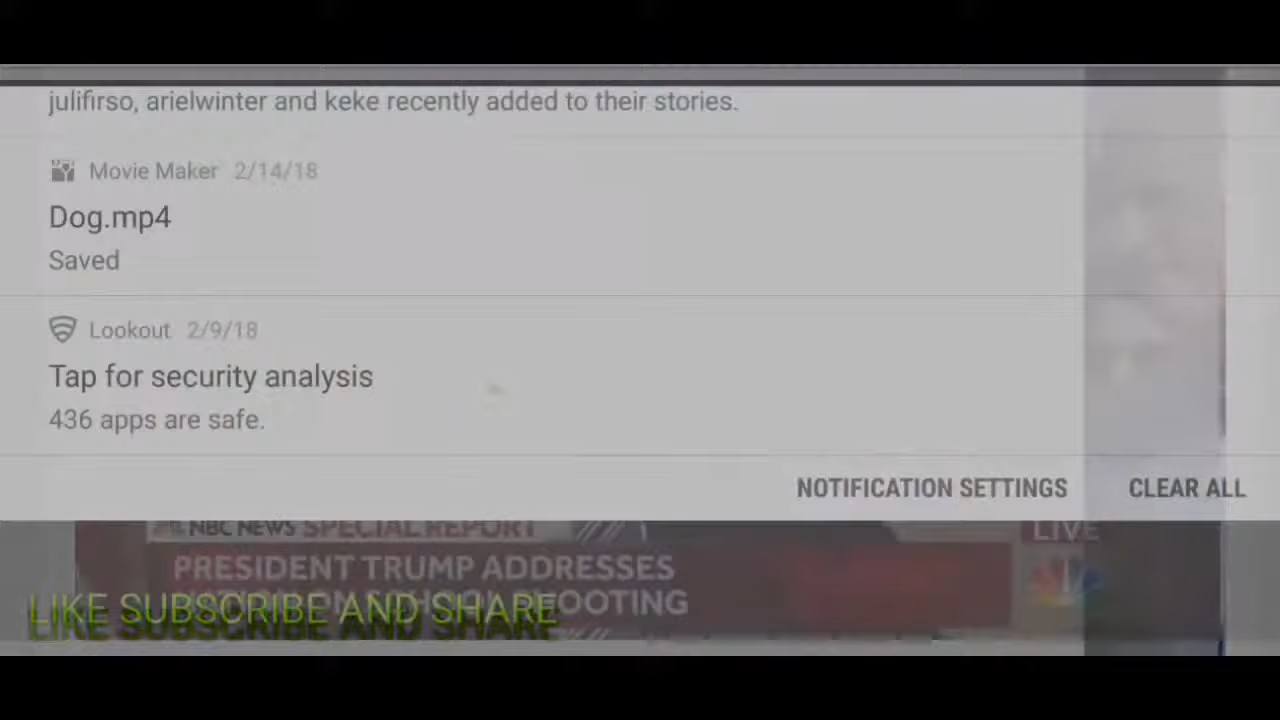 julifirso, arielwinter and keke recently added to their stories.
Movie Maker 2/14/18
Dog.mp4
Saved
Lookout 2/9/18
Tap for security analysis
436 apps are safe.
NOTIFICATION SETTINGS CLEAR ALL
NBC NEWS SPECIAL REPORT LIVE
PRESIDENT TRUMP ADDRESSES
LIKE SUBSCRIBE AND SHARE